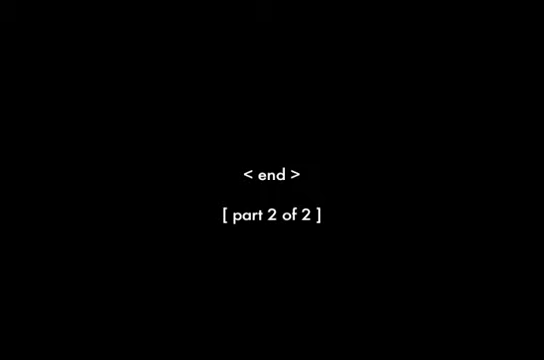 < end >
[ part 2 of 2 ]